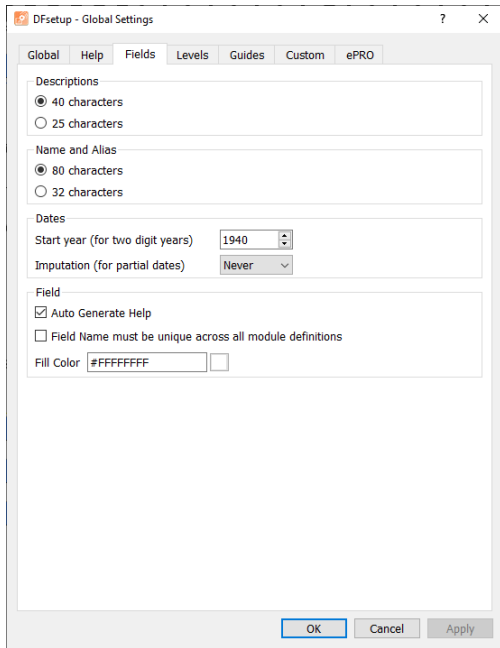 DFsetup - Global Settings
Global Help Fields Levels Guides Custom ePRO
Descriptions
40 characters
25 characters
Name and Alias
80 characters
32 characters
Dates
Start year (for two digit years) 1940
Imputation (for partial dates) Never
Field
Auto Generate Help
Field Name must be unique across all module definitions
Fill Color #FFFFFFFF
OK Cancel Apply